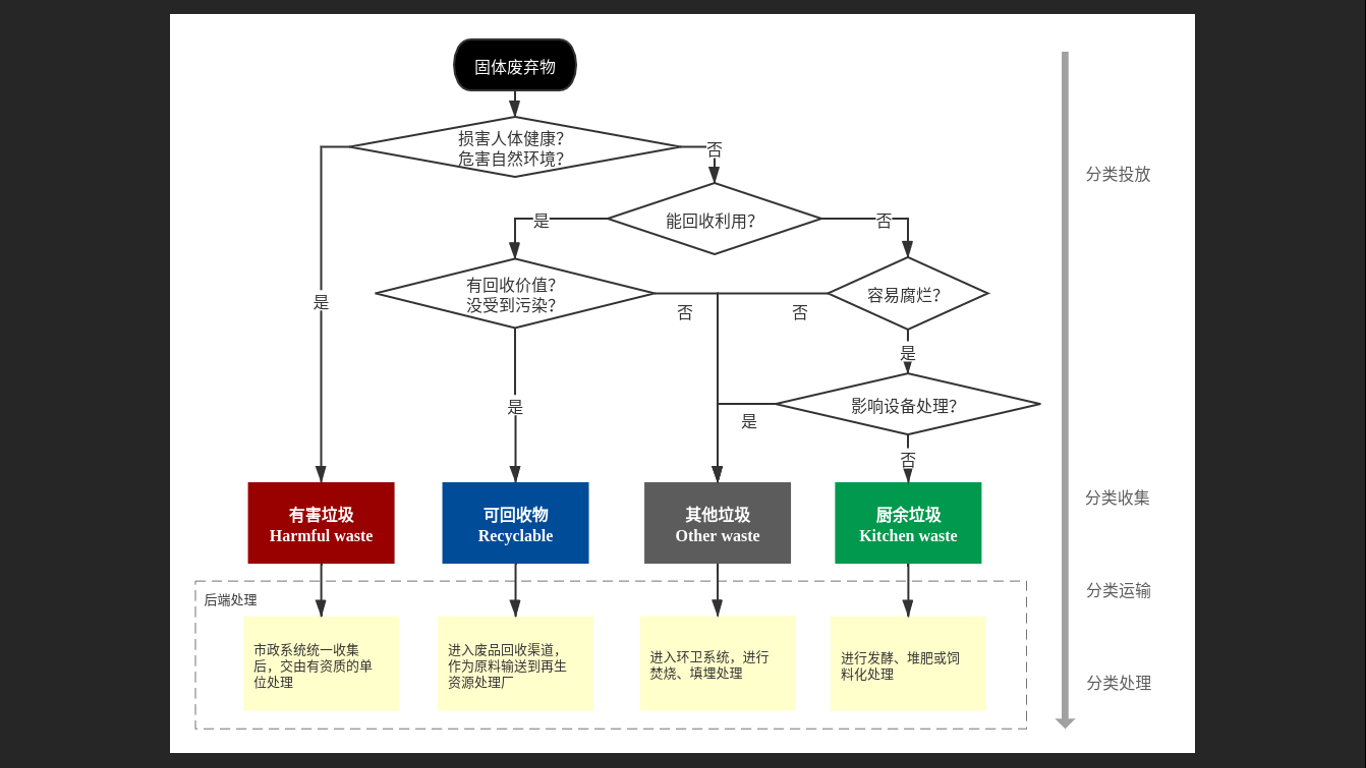 固体废弃物
损害人体健康?
危害自然环境?
否
分类投放
能回收利用?
是
否
有回收价值?
没受到污染?
容易腐烂?
是
否
否
是
影响设备处理?
是
是
否
有害垃圾
Harmful waste
可回收物
Recyclable
其他垃圾
Other waste
厨余垃圾
Kitchen waste
分类收集
后端处理
分类运输
市政系统统一收集
后，交由有资质的单
位处理
进入废品回收渠道，
作为原料输送到再生
资源处理厂
进入环卫系统，进行
焚烧、填埋处理
进行发酵、堆肥或饲
料化处理
分类处理